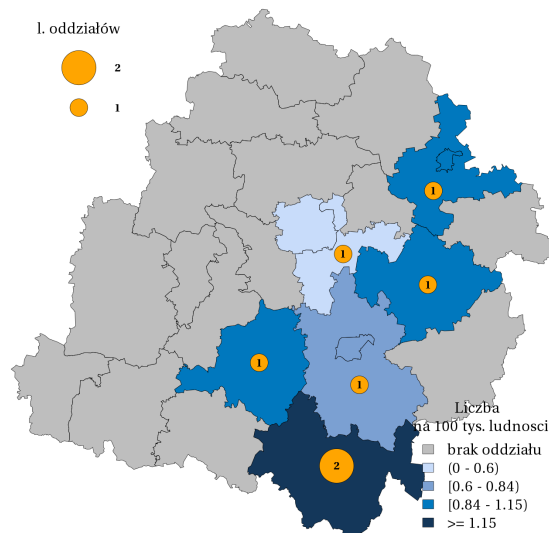 l. oddziałów
2
1
1
1
1
1
1
2
Liczba
na 100 tys. ludnosci
brak oddziału
(0 - 0.6)
[0.6 - 0.84)
[0.84 - 1.15)
>= 1.15